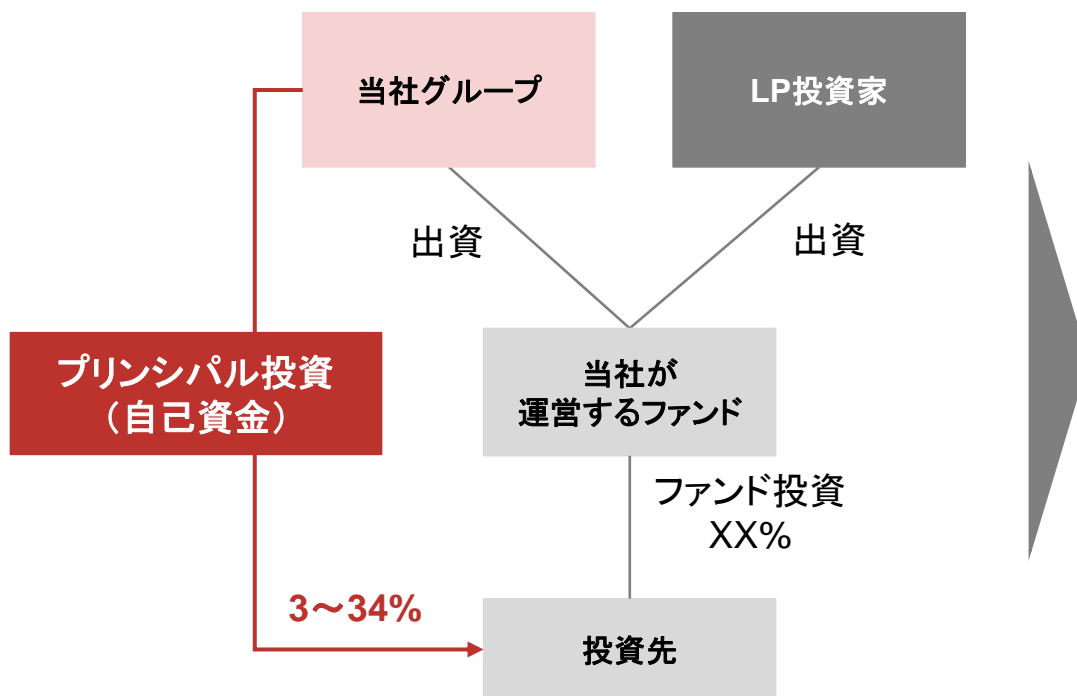 当社グループ
LP投資家
出資
出資
プリンシパル投資
（自己資金）
当社が
運営するファンド
ファンド投資
XX%
3～34%
投資先